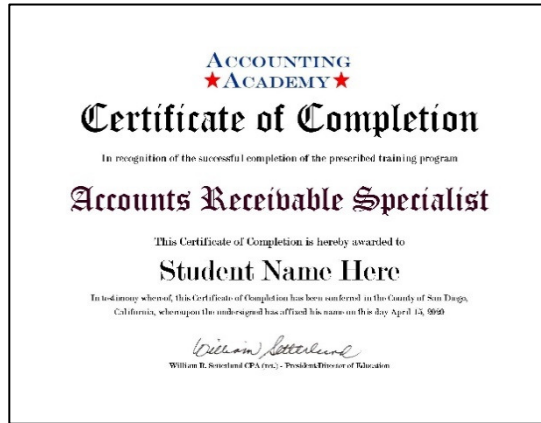 ACCOUNTING
ACADEMY
Certificate of Completion
In recognition of the successful completion of the prescribed training program
Accounts Receivable Specialist
This Certificate of Completion is hereby awarded to
Student Name Here
In testimony whereof, this Certificate of Completion has been conferred in the County of San Diego,
California, whereupon the undersigned has affixed his name on this day April 15,
William Setterlund
William R. Setterlund CPA (ret.) - President/Director of Education